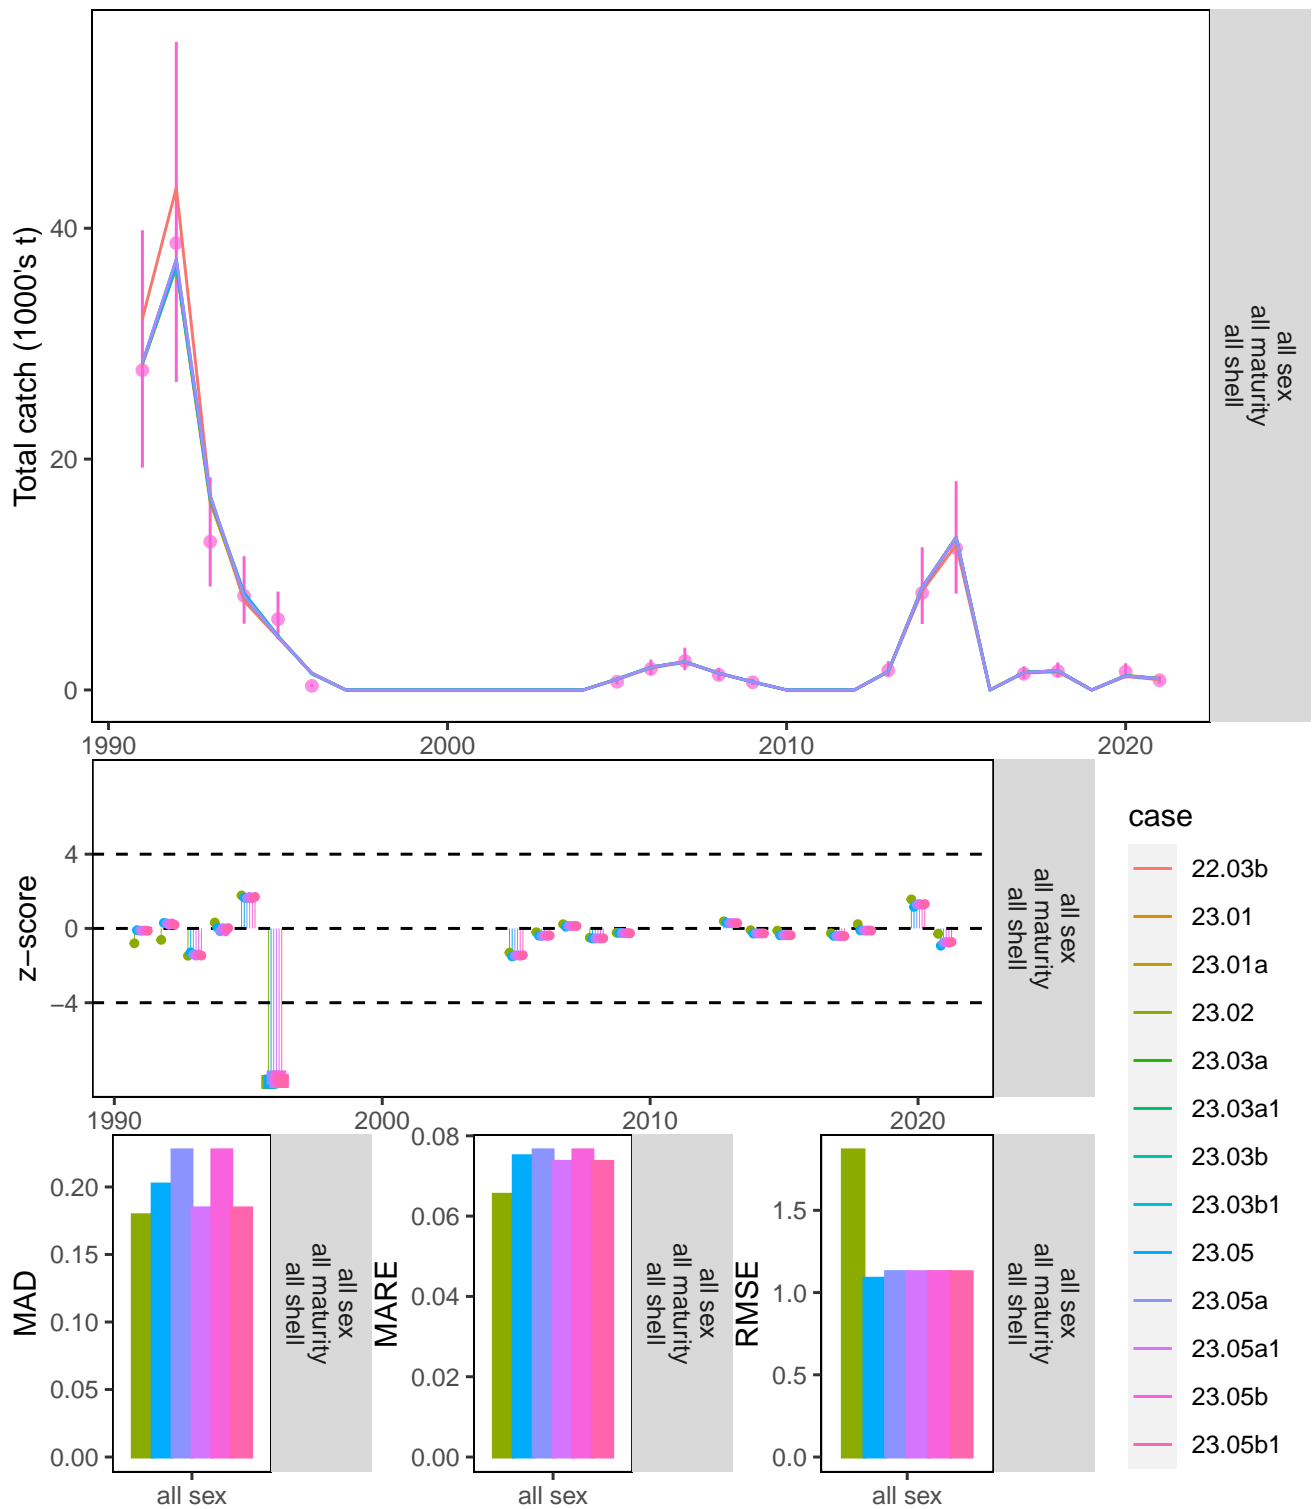 Total catch (1000's t)
40
20
0
all sex
all maturity
all shell
1990
2000
2010
2020
z−score
4
0
−4
all sex
all maturity
all shell
1990
2000
2010
2020
MAD
0.20
0.15
0.10
0.05
0.00
all sex
all sex
all maturity
all shell
MARE
0.08
0.06
0.04
0.02
0.00
all sex
all sex
all maturity
all shell
RMSE
1.5
1.0
0.5
0.0
all sex
all sex
all maturity
all shell
case
22.03b
23.01
23.01a
23.02
23.03a
23.03a1
23.03b
23.03b1
23.05
23.05a
23.05a1
23.05b
23.05b1